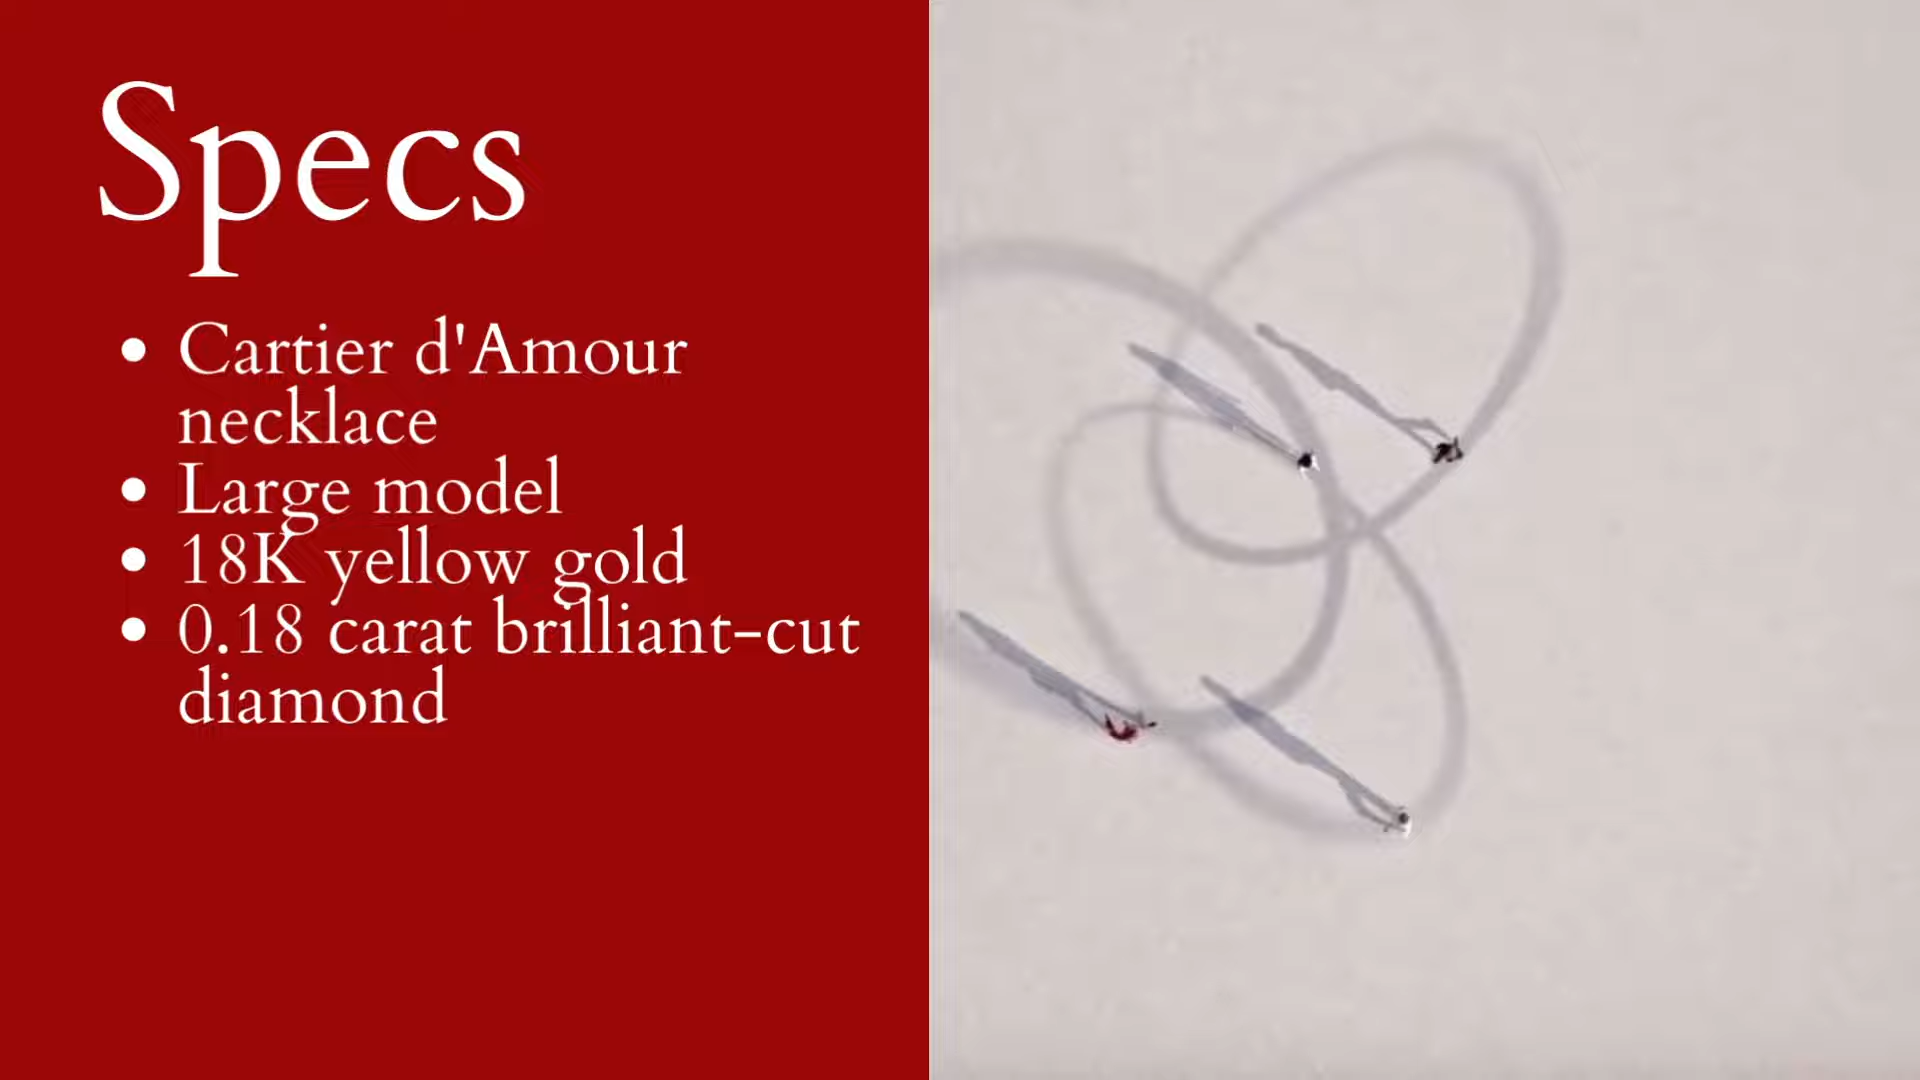 Specs
Cartier d'Amour
necklace
Large model
18K yellow gold
0.18 carat brilliant-cut
diamond